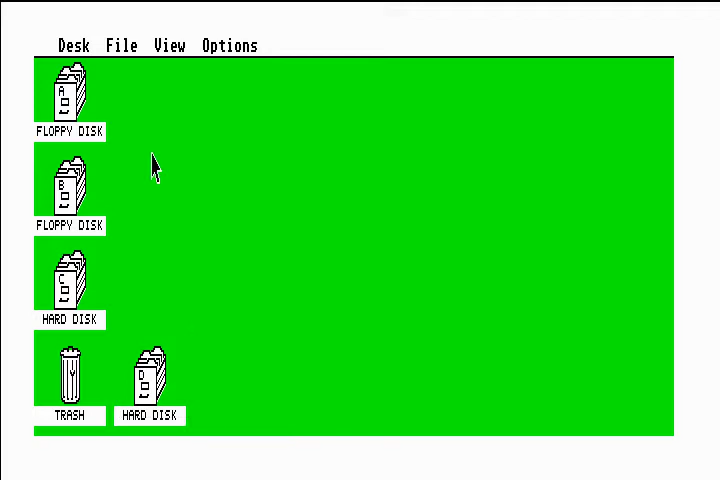 Desk File View Options
A
FLOPPY DISK
B
FLOPPY DISK
C
HARD DISK
D
TRASH HARD DISK